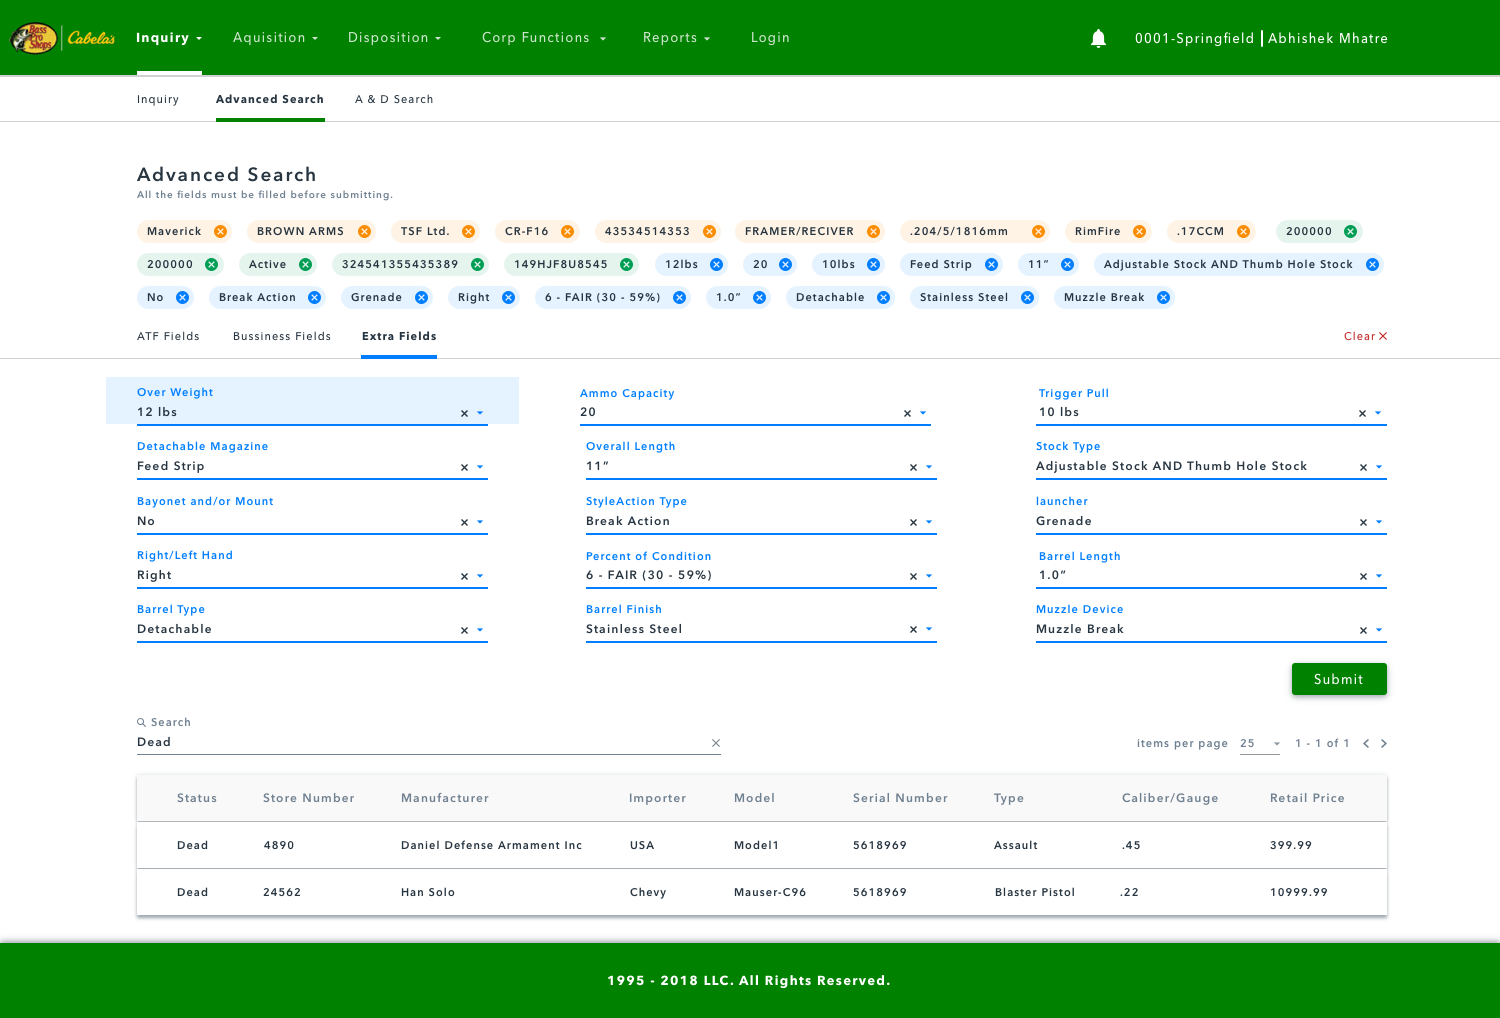 Bass Pro Shops Cabela's Inquiry Aquisition Disposition Corp Functions Reports Login 0001-Springfield | Abhishek Mhatre
Inquiry Advanced Search A & D Search
Advanced Search
All the fields must be filled before submitting.
Maverick BROWN ARMS TSF Ltd. CR-F16 43534514353 FRAMER/RECIVER .204/5/1816mm RimFire .17CCM 200000
200000 Active 324541355435389 149HJF8U8545 12lbs 20 10lbs Feed Strip 11” Adjustable Stock AND Thumb Hole Stock
No Break Action Grenade Right 6 - FAIR (30 - 59%) 1.0” Detachable Stainless Steel Muzzle Break
ATF Fields Bussiness Fields Extra Fields Clear
Over Weight Ammo Capacity Trigger Pull
12 lbs 20 10 lbs
Detachable Magazine Overall Length Stock Type
Feed Strip 11” Adjustable Stock AND Thumb Hole Stock
Bayonet and/or Mount StyleAction Type launcher
No Break Action Grenade
Right/Left Hand Percent of Condition Barrel Length
Right 6 - FAIR (30 - 59%) 1.0”
Barrel Type Barrel Finish Muzzle Device
Detachable Stainless Steel Muzzle Break
Submit
Search
Dead items per page 25 1 - 1 of 1
Status Store Number Manufacturer Importer Model Serial Number Type Caliber/Gauge Retail Price
Dead 4890 Daniel Defense Armament Inc USA Model1 5618969 Assault .45 399.99
Dead 24562 Han Solo Chevy Mauser-C96 5618969 Blaster Pistol .22 10999.99
1995 - 2018 LLC. All Rights Reserved.